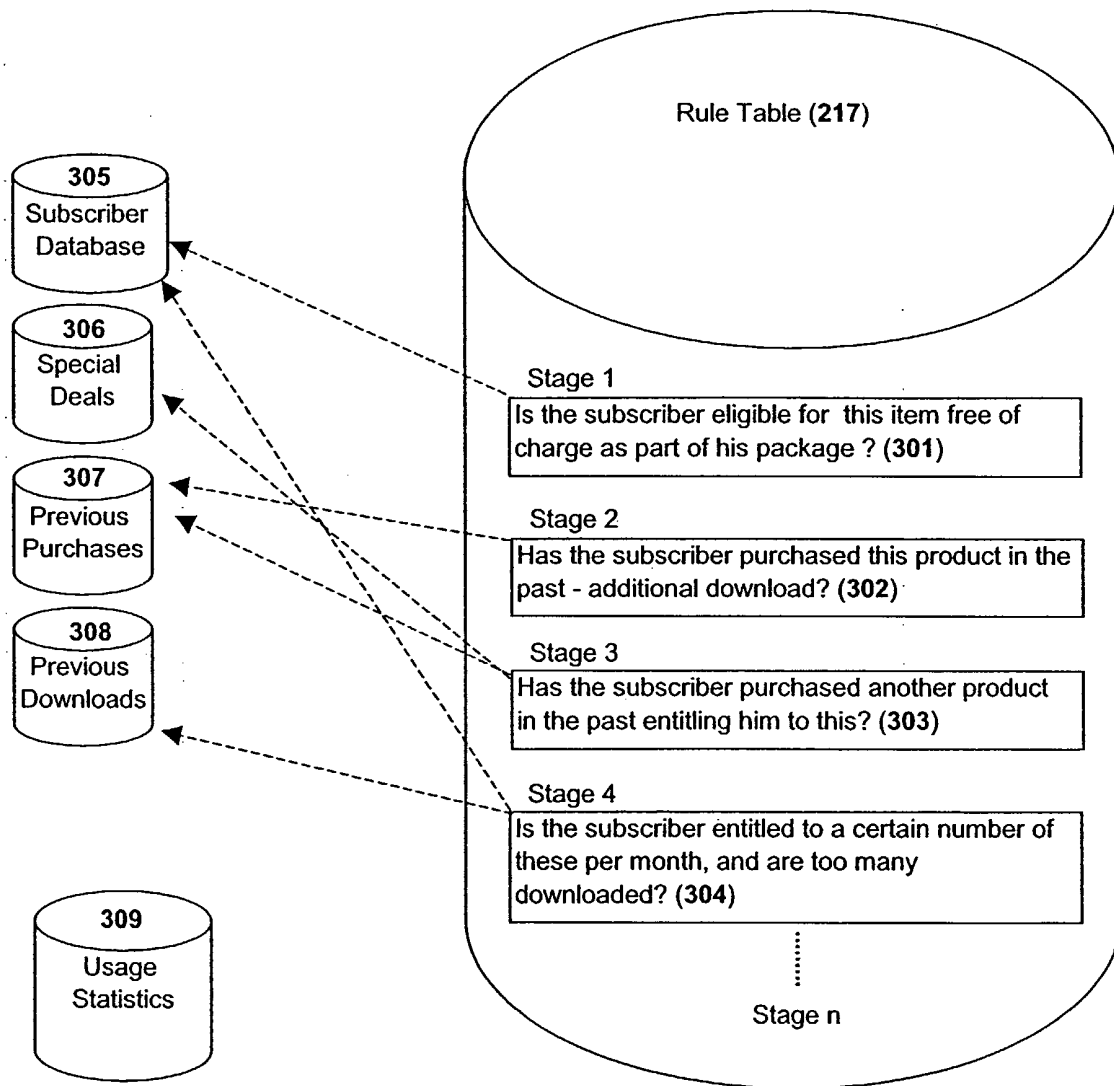 Rule Table (217)
305
Subscriber
Database
306
Special
Deals
307
Previous
Purchases
308
Previous
Downloads
309
Usage
Statistics
Stage 1
Is the subscriber eligible for this item free of
charge as part of his package ? (301)
Stage 2
Has the subscriber purchased this product in the
past - additional download? (302)
Stage 3
Has the subscriber purchased another product
in the past entitling him to this? (303)
Stage 4
Is the subscriber entitled to a certain number of
these per month, and are too many
downloaded? (304)
Stage n